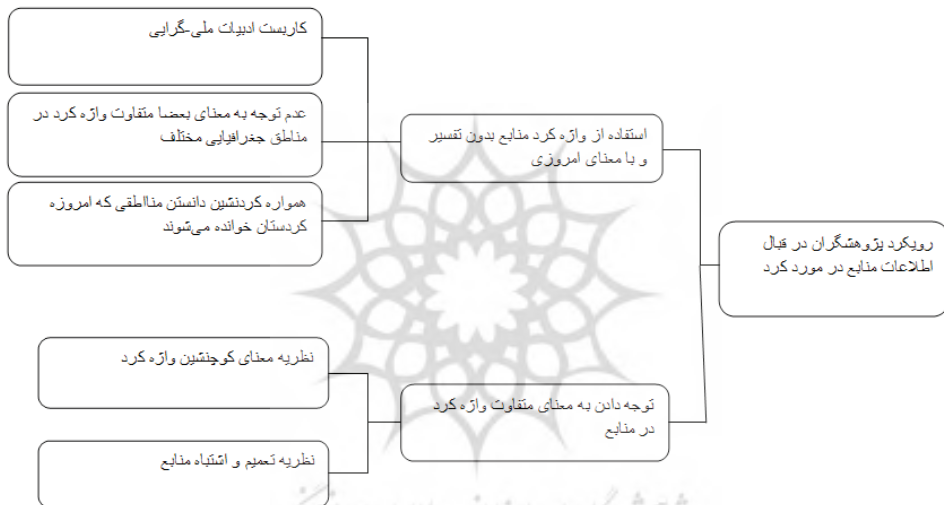 رویکرد پژوهشگران در قبال
اطلاعات منابع در مورد کرد
استفاده از واژه کرد منابع بدون تفسیر
و با معنای امروزی
کاربست ادبیات ملی-گرایی
عدم توجه به معنای بعضا متفاوت واژه کرد در
مناطق جغرافیایی مختلف
همواره کردنشین دانستن منااطقی که امروزه
کردستان خوانده می‌شوند
توجه دادن به معنای متفاوت واژه کرد
در منابع
نظریه معنای کوچنشین واژه کرد
نظریه تعمیم و اشتباه منابع